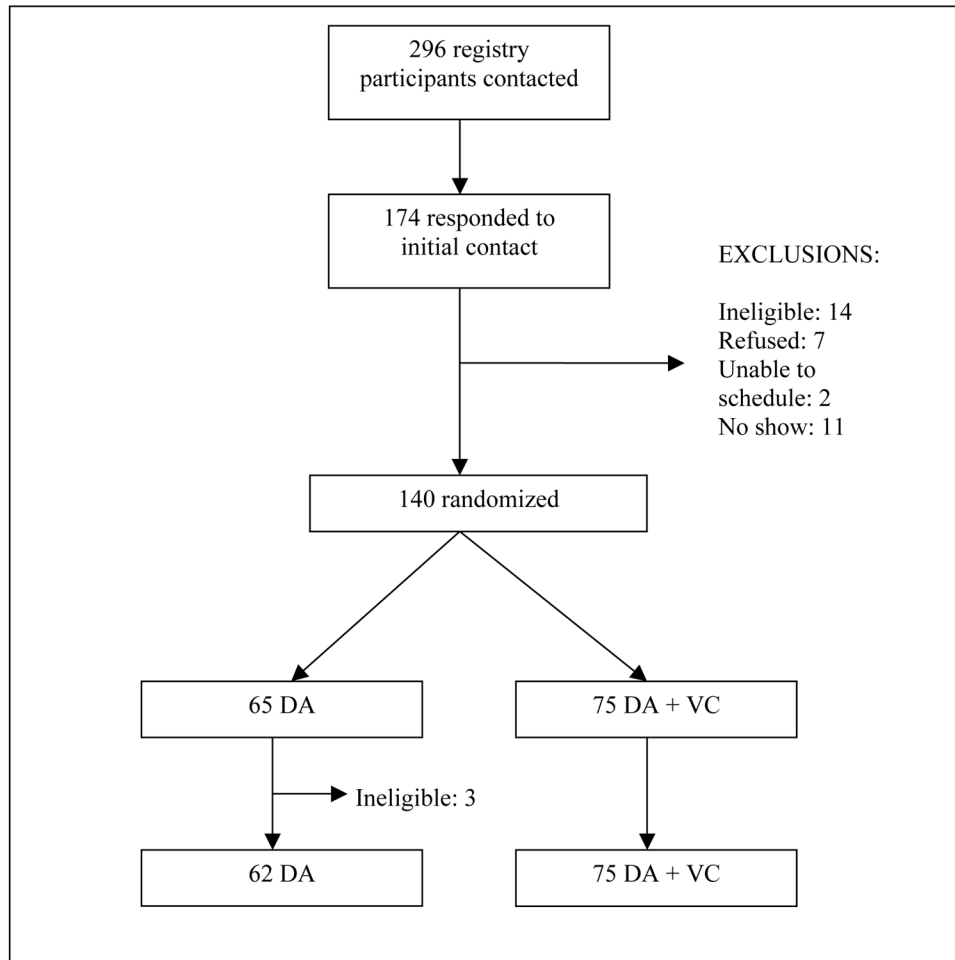 296 registry
participants contacted
174 responded to
initial contact
EXCLUSIONS:
Ineligible: 14
Refused: 7
Unable to
schedule: 2
No show: 11
140 randomized
65 DA
75 DA + VC
Ineligible: 3
62 DA
75 DA + VC